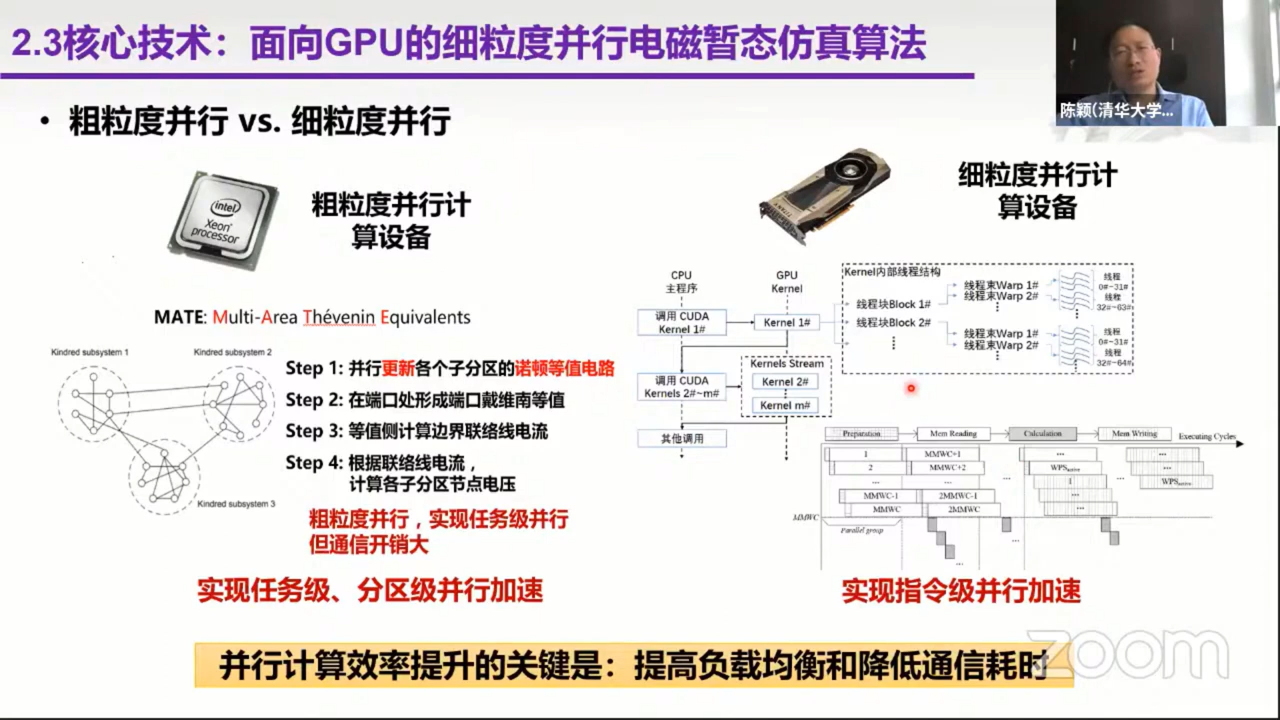 2.3核心技术：面向GPU的细粒度并行电磁暂态仿真算法
陈颖(清华大学...
• 粗粒度并行 vs. 细粒度并行
intel
Xeon
processor
粗粒度并行计
算设备
细粒度并行计
算设备
MATE: Multi-Area Thévenin Equivalents
Kindred subsystem 1
Kindred subsystem 2
Kindred subsystem 3
Step 1: 并行更新各个子分区的诺顿等值电路
Step 2: 在端口处形成端口戴维南等值
Step 3: 等值侧计算边界联络线电流
Step 4: 根据联络线电流，
计算各子分区节点电压
粗粒度并行，实现任务级并行
但通信开销大
实现任务级、分区级并行加速
CPU
主程序
GPU
Kernel
调用 CUDA
Kernel 1#
Kernel 1#
调用 CUDA
Kernels 2#~m#
Kernels Stream
Kernel 2#
Kernel m#
其他调用
Kernel内部线程结构
线程块Block 1#
线程块Block 2#
线程束Warp 1#
线程束Warp 2#
线程束Warp 1#
线程束Warp 2#
线程
0#~31#
线程
32#~63#
线程
0#~31#
线程
32#~64#
Preparation
Mem Reading
Calculation
Mem Writing
Executing Cycles
1
MMWC+1
...
...
2
MMWC+2
WPSactive
...
...
...
1
WPSactive
MMWC-1
2MMWC-1
...
MMWC
2MMWC
...
MMWC
Parallel group
...
...
...
实现指令级并行加速
并行计算效率提升的关键是：提高负载均衡和降低通信耗时
zoom